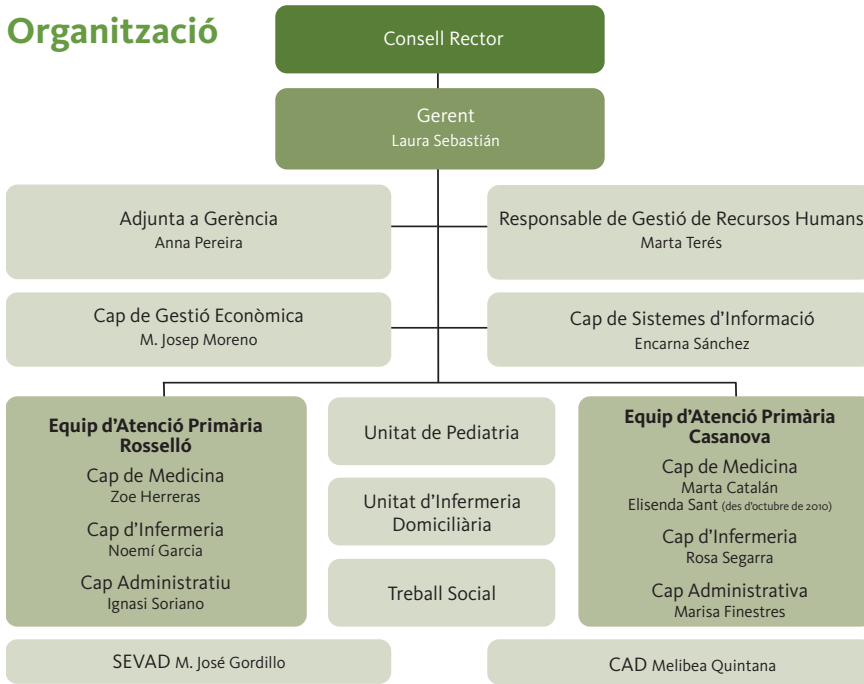 Organització
Consell Rector
Gerent
Laura Sebastián
Adjunta a Gerència
Anna Pereira
Responsable de Gestió de Recursos Humans
Marta Terés
Cap de Gestió Econòmica
M. Josep Moreno
Cap de Sistemes d'Informació
Encarna Sánchez
Equip d'Atenció Primària
Rosselló
Cap de Medicina
Zoe Herreras
Cap d'Infermeria
Noemí Garcia
Cap Administratiu
Ignasi Soriano
Unitat de Pediatria
Unitat d'Infermeria
Domiciliària
Treball Social
Equip d'Atenció Primària
Casanova
Cap de Medicina
Marta Catalán
Elisenda Sant (des d'octubre de 2010)
Cap d'Infermeria
Rosa Segarra
Cap Administrativa
Marisa Finestres
SEVAD M. José Gordillo
CAD Melibea Quintana